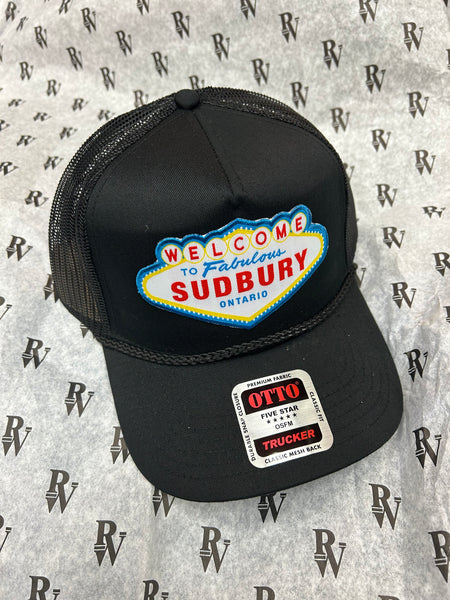 WELCOME
TO Fabulous
SUDBURY
ONTARIO
PREMIUM FABRIC
OTTO
FIVE STAR
★★★★★
OSFM
TRUCKER
CLASSIC MESH BACK
DURABLE SNAP CLOSURE
CLASSIC FIT
RW